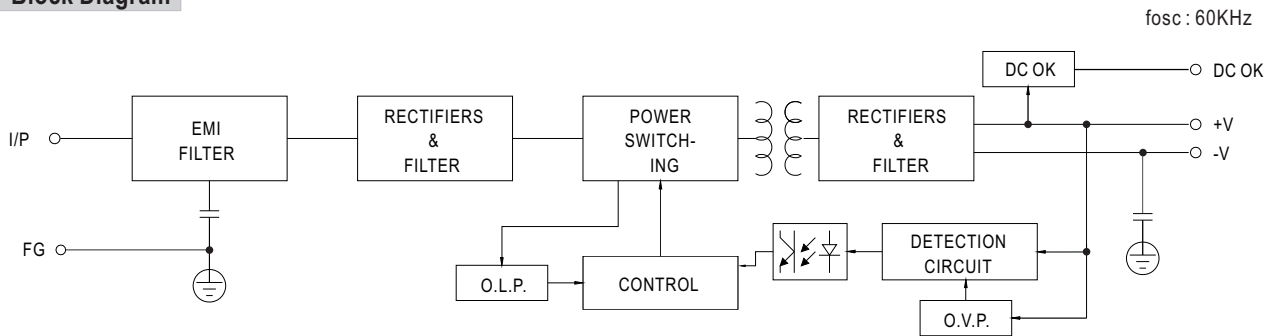 Block Diagram
fosc : 60KHz
DC OK
DC OK
I/P
EMI
FILTER
RECTIFIERS
&
FILTER
POWER
SWITCH-
ING
RECTIFIERS
&
FILTER
+V
-V
FG
O.L.P.
CONTROL
DETECTION
CIRCUIT
O.V.P.